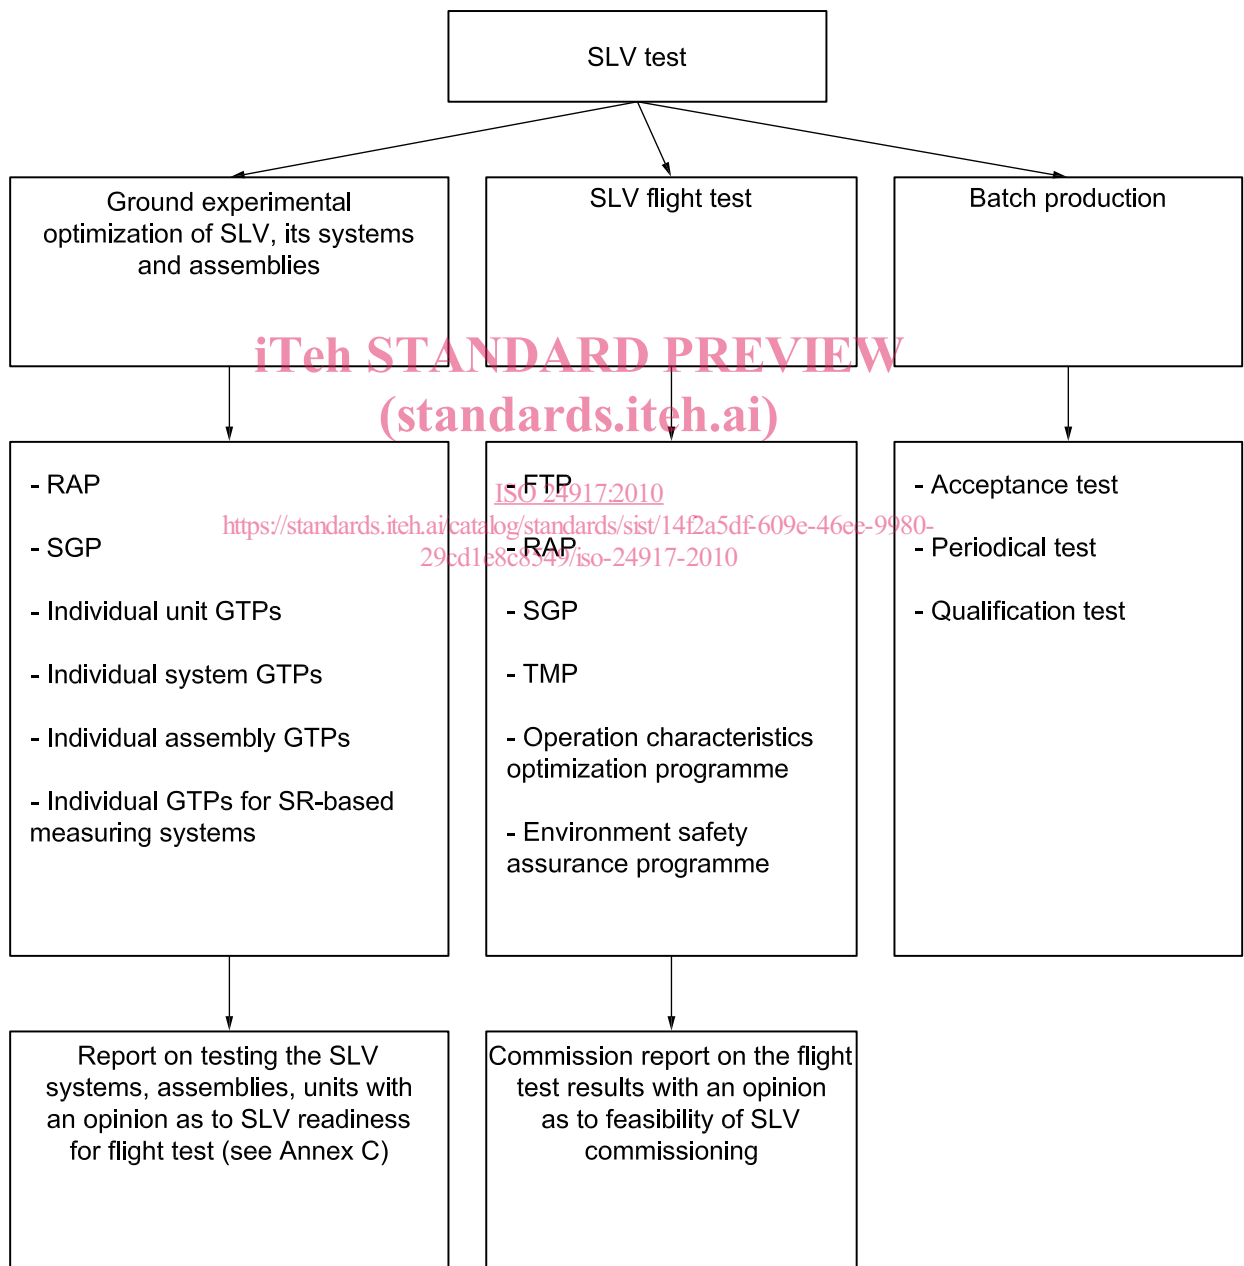 SLV test
Ground experimental
optimization of SLV, its systems
and assemblies
SLV flight test
Batch production
iTeh STANDARD PREVIEW
(standards.iteh.ai)
ISO 24917:2010
https://standards.iteh.ai/catalog/standards/sist/14f2a5df-609e-46ee-9980-
29cd1e8c8549/iso-24917-2010
- RAP
- SGP
- Individual unit GTPs
- Individual system GTPs
- Individual assembly GTPs
- Individual GTPs for SR-based
measuring systems
- FTP
- RAP
- SGP
- TMP
- Operation characteristics
optimization programme
- Environment safety
assurance programme
- Acceptance test
- Periodical test
- Qualification test
Report on testing the SLV
systems, assemblies, units with
an opinion as to SLV readiness
for flight test (see Annex C)
Commission report on the flight
test results with an opinion
as to feasibility of SLV
commissioning